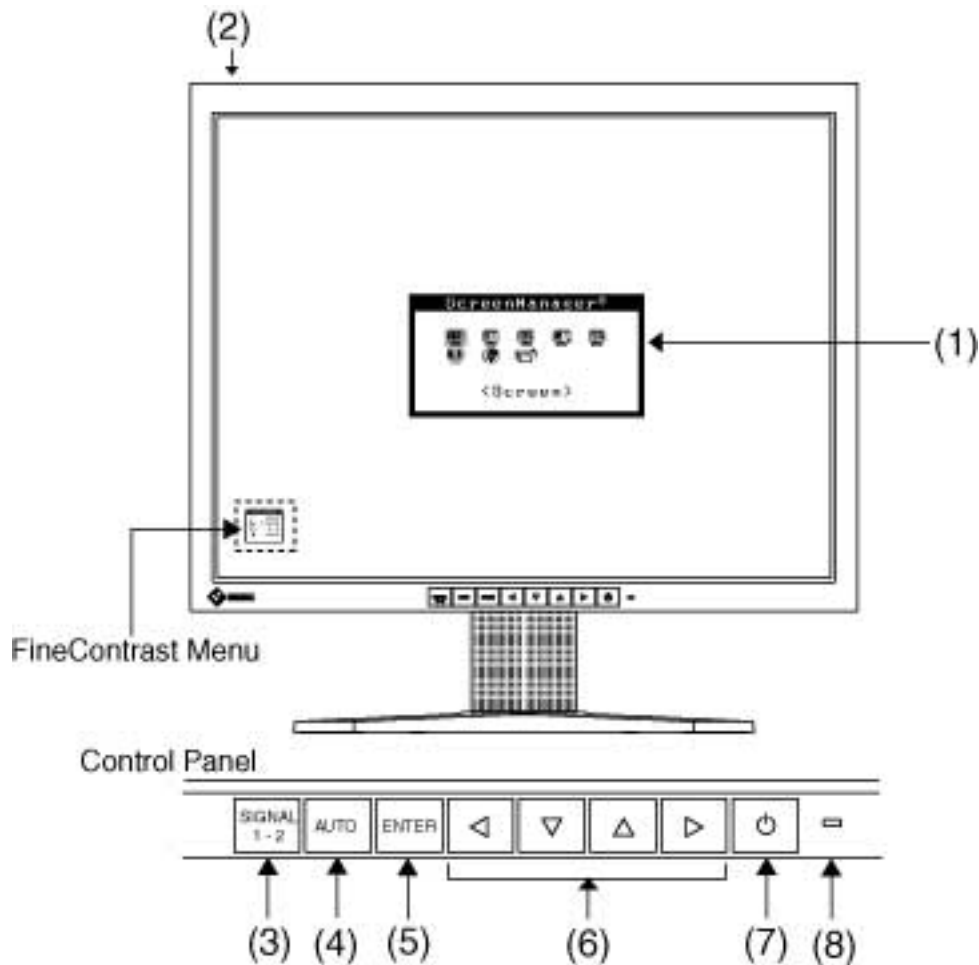 (2)
ScreenManager®
(1)
<Screen>
FineContrast Menu
Control Panel
SIGNAL
1 - 2
AUTO
ENTER
(3)
(4)
(5)
(6)
(7)
(8)